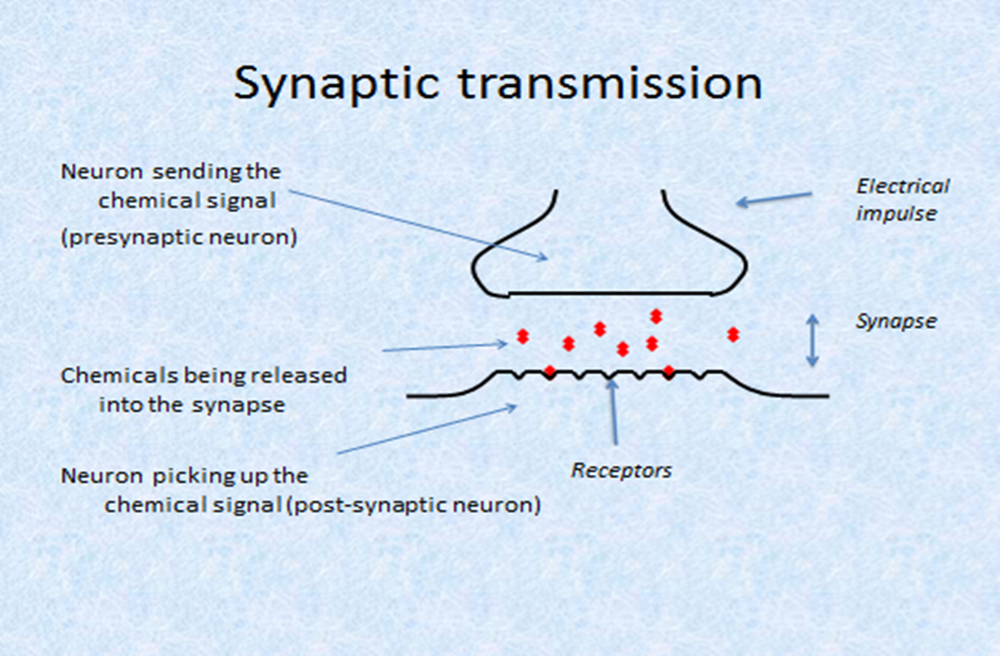 Synaptic transmission
Neuron sending the
chemical signal
(presynaptic neuron)
Electrical
impulse
Synapse
Chemicals being released
into the synapse
Neuron picking up the
chemical signal (post-synaptic neuron)
Receptors